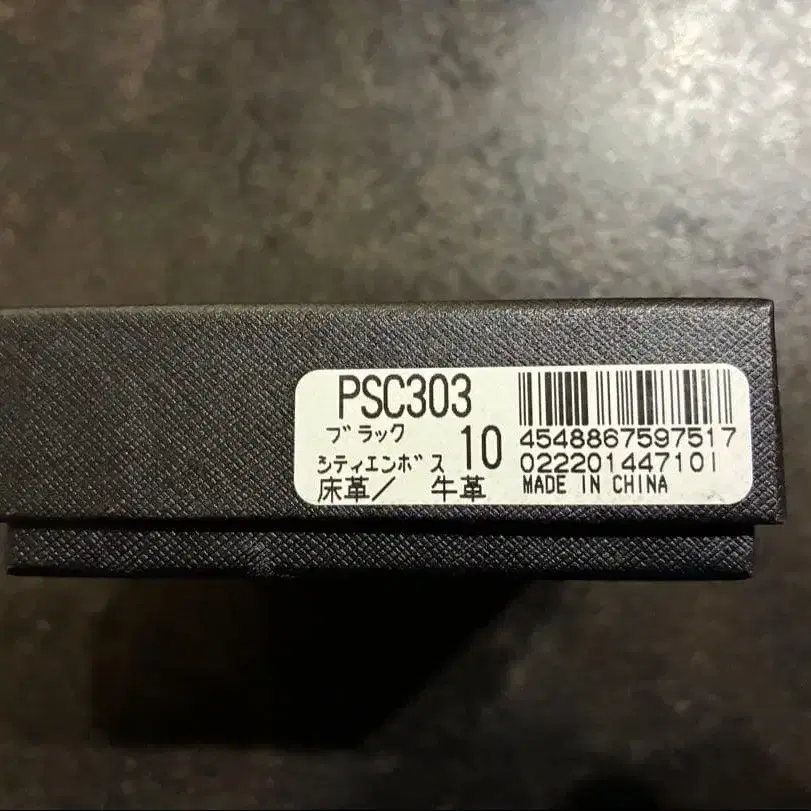 PSC303
ブラック
シティエンボス 10
床革/ 牛革
4548867597517
022201447101
MADE IN CHINA